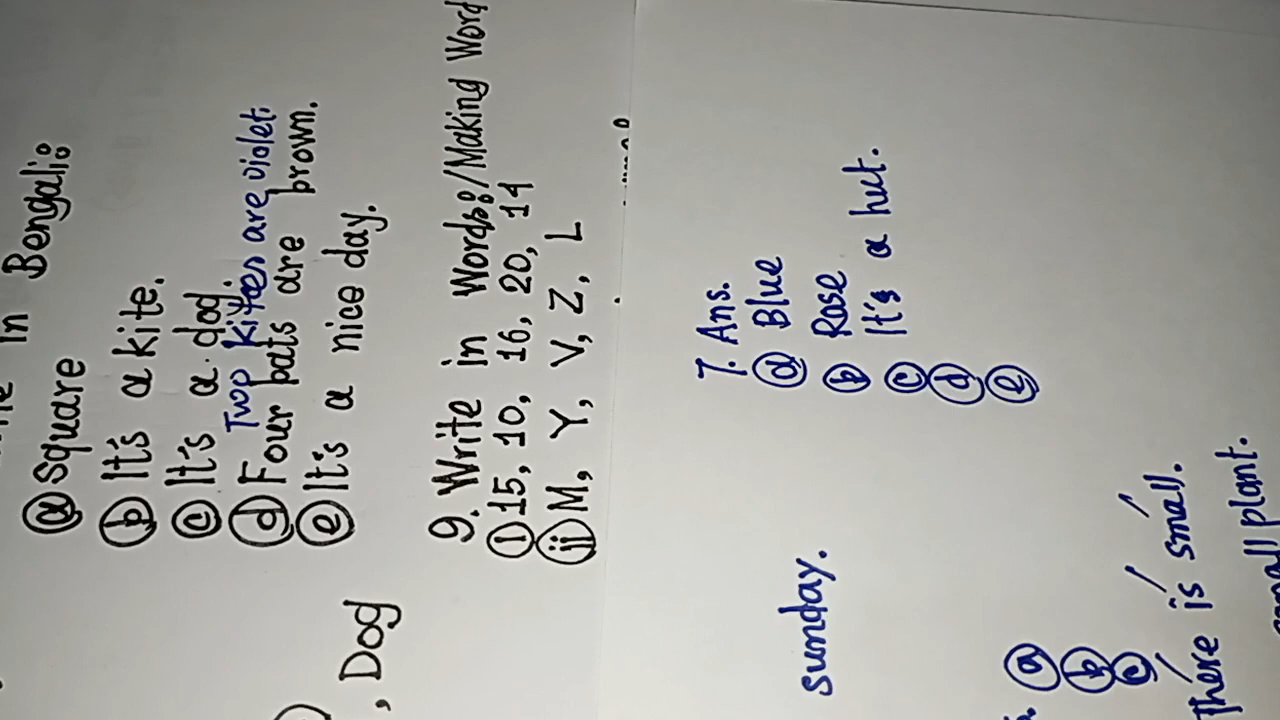 in Bengali:
ⓐ Square
ⓑ It's a kite.
ⓒ It's a dog.
Two kites are violet.
ⓓ Four bats are brown.
ⓔ It's a nice day.
, Dog
9. Write in Words:/Making Word
ⓘ 15, 10, 16, 20, 14
ⓘⓘ M, Y, V, Z, L
7. Ans.
ⓐ Blue
ⓑ Rose
ⓒ It's a hut.
ⓓ
ⓔ
sunday.
ⓐ
ⓑ
ⓒ
There is small.
small plant.